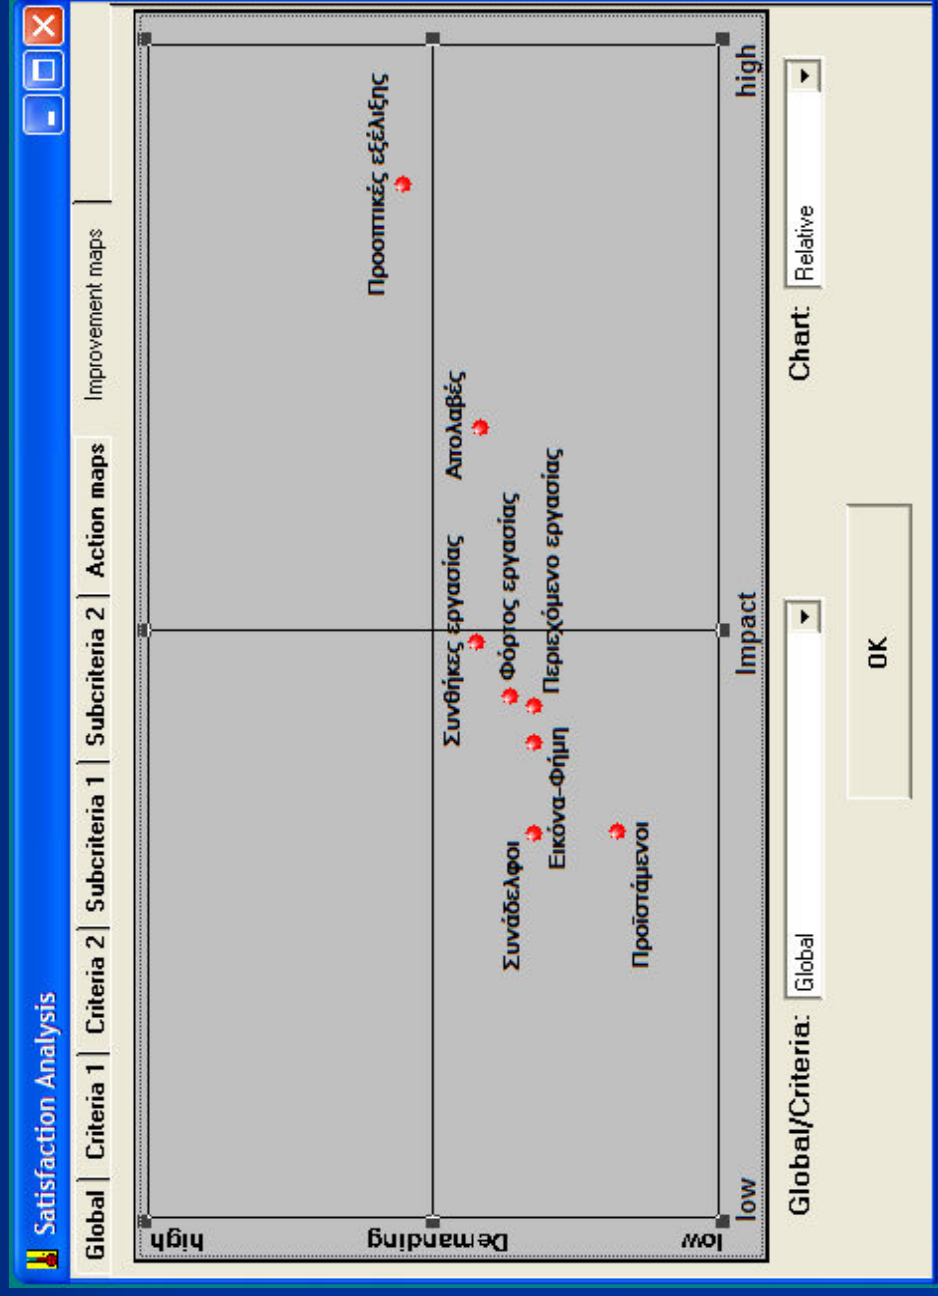 Satisfaction Analysis
Global Criteria 1 Criteria 2 Subcriteria 1 Subcriteria 2 Action maps Improvement maps
high
Demanding
low
Προοπτικές εξέλιξης
Απολαβές
Συνθήκες εργασίας
Φόρτος εργασίας
Περιεχόμενο εργασίας
Συνάδελφοι
Εικόνα-Φήμη
Προϊστάμενοι
low Impact high
Global/Criteria: Global Chart: Relative
OK